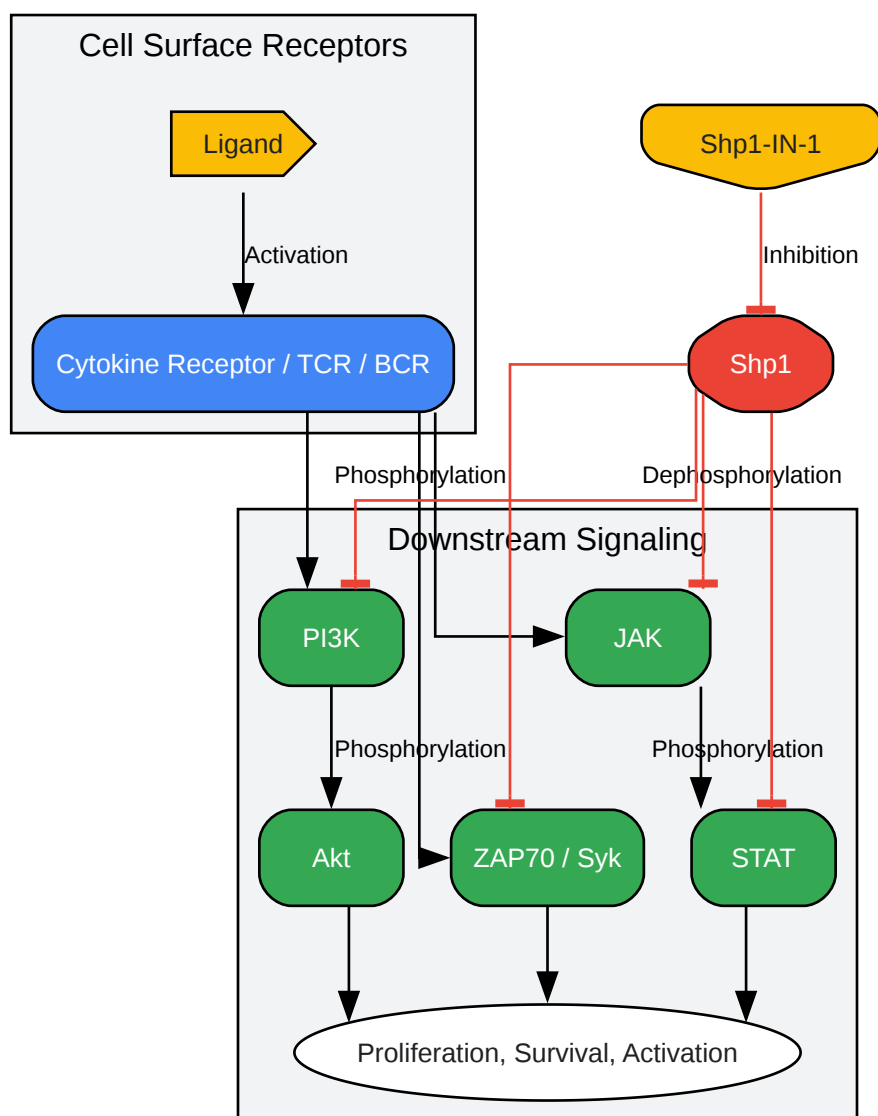 Cell Surface Receptors
Ligand
Shp1-IN-1
Activation
Inhibition
Cytokine Receptor / TCR / BCR
Shp1
Phosphorylation
Dephosphorylation
Downstream Signaling
PI3K
JAK
Phosphorylation
Phosphorylation
Akt
ZAP70 / Syk
STAT
Proliferation, Survival, Activation